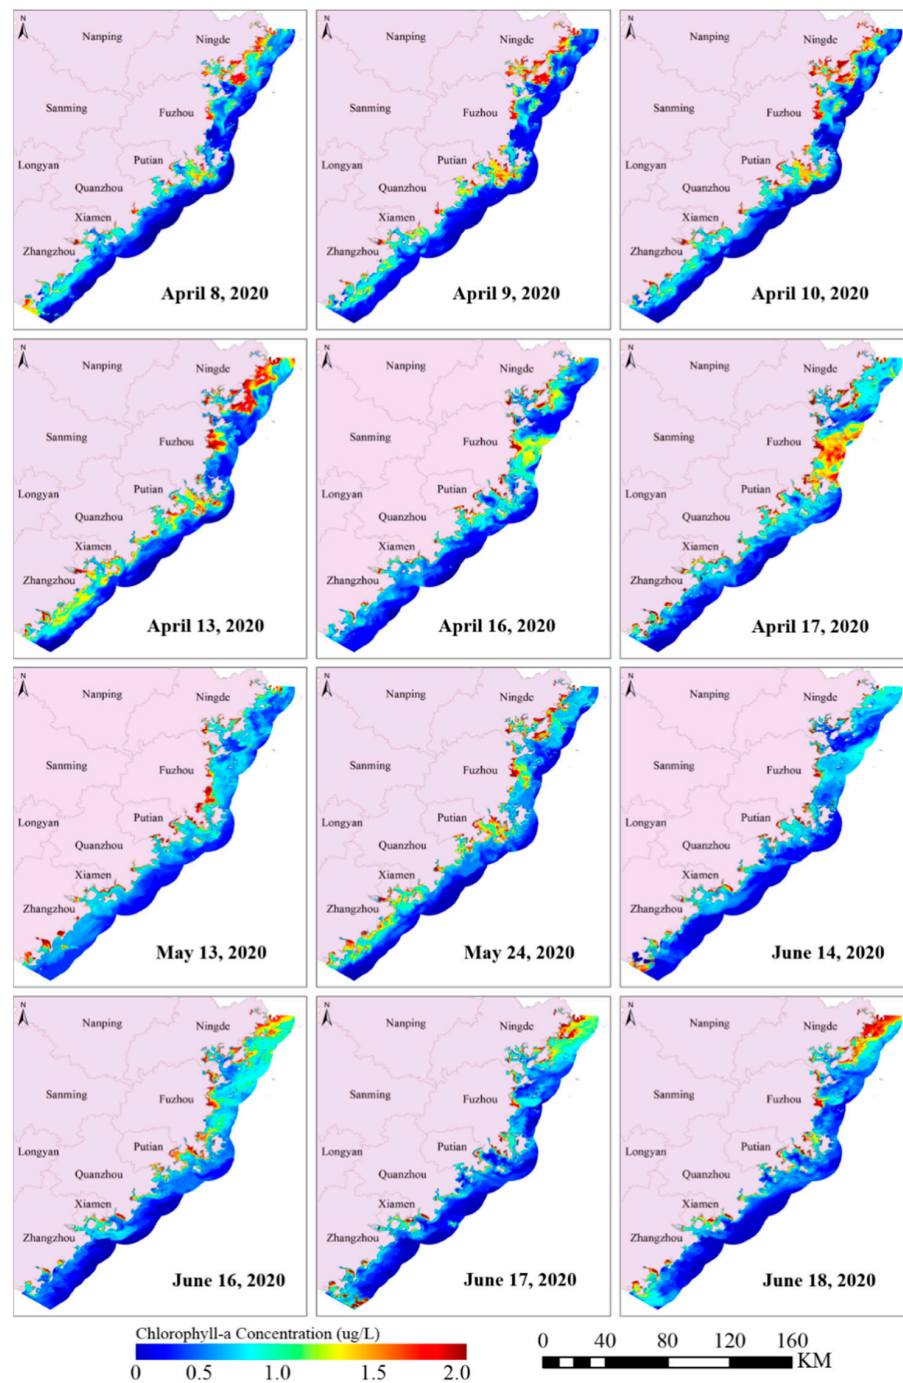 N
Nanping
Ningde
Sanming
Fuzhou
Longyan
Putian
Quanzhou
Xiamen
Zhangzhou
April 8, 2020
N
Nanping
Ningde
Sanming
Fuzhou
Longyan
Putian
Quanzhou
Xiamen
Zhangzhou
April 9, 2020
N
Nanping
Ningde
Sanming
Fuzhou
Longyan
Putian
Quanzhou
Xiamen
Zhangzhou
April 10, 2020
N
Nanping
Ningde
Sanming
Fuzhou
Longyan
Putian
Quanzhou
Xiamen
Zhangzhou
April 13, 2020
N
Nanping
Ningde
Sanming
Fuzhou
Longyan
Putian
Quanzhou
Xiamen
Zhangzhou
April 16, 2020
N
Nanping
Ningde
Sanming
Fuzhou
Longyan
Putian
Quanzhou
Xiamen
Zhangzhou
April 17, 2020
N
Nanping
Ningde
Sanming
Fuzhou
Longyan
Putian
Quanzhou
Xiamen
Zhangzhou
May 13, 2020
N
Nanping
Ningde
Sanming
Fuzhou
Longyan
Putian
Quanzhou
Xiamen
Zhangzhou
May 24, 2020
N
Nanping
Ningde
Sanming
Fuzhou
Longyan
Putian
Quanzhou
Xiamen
Zhangzhou
June 14, 2020
N
Nanping
Ningde
Sanming
Fuzhou
Longyan
Putian
Quanzhou
Xiamen
Zhangzhou
June 16, 2020
N
Nanping
Ningde
Sanming
Fuzhou
Longyan
Putian
Quanzhou
Xiamen
Zhangzhou
June 17, 2020
N
Nanping
Ningde
Sanming
Fuzhou
Longyan
Putian
Quanzhou
Xiamen
Zhangzhou
June 18, 2020
Chlorophyll-a Concentration (ug/L)
0 0.5 1.0 1.5 2.0
0 40 80 120 160
KM